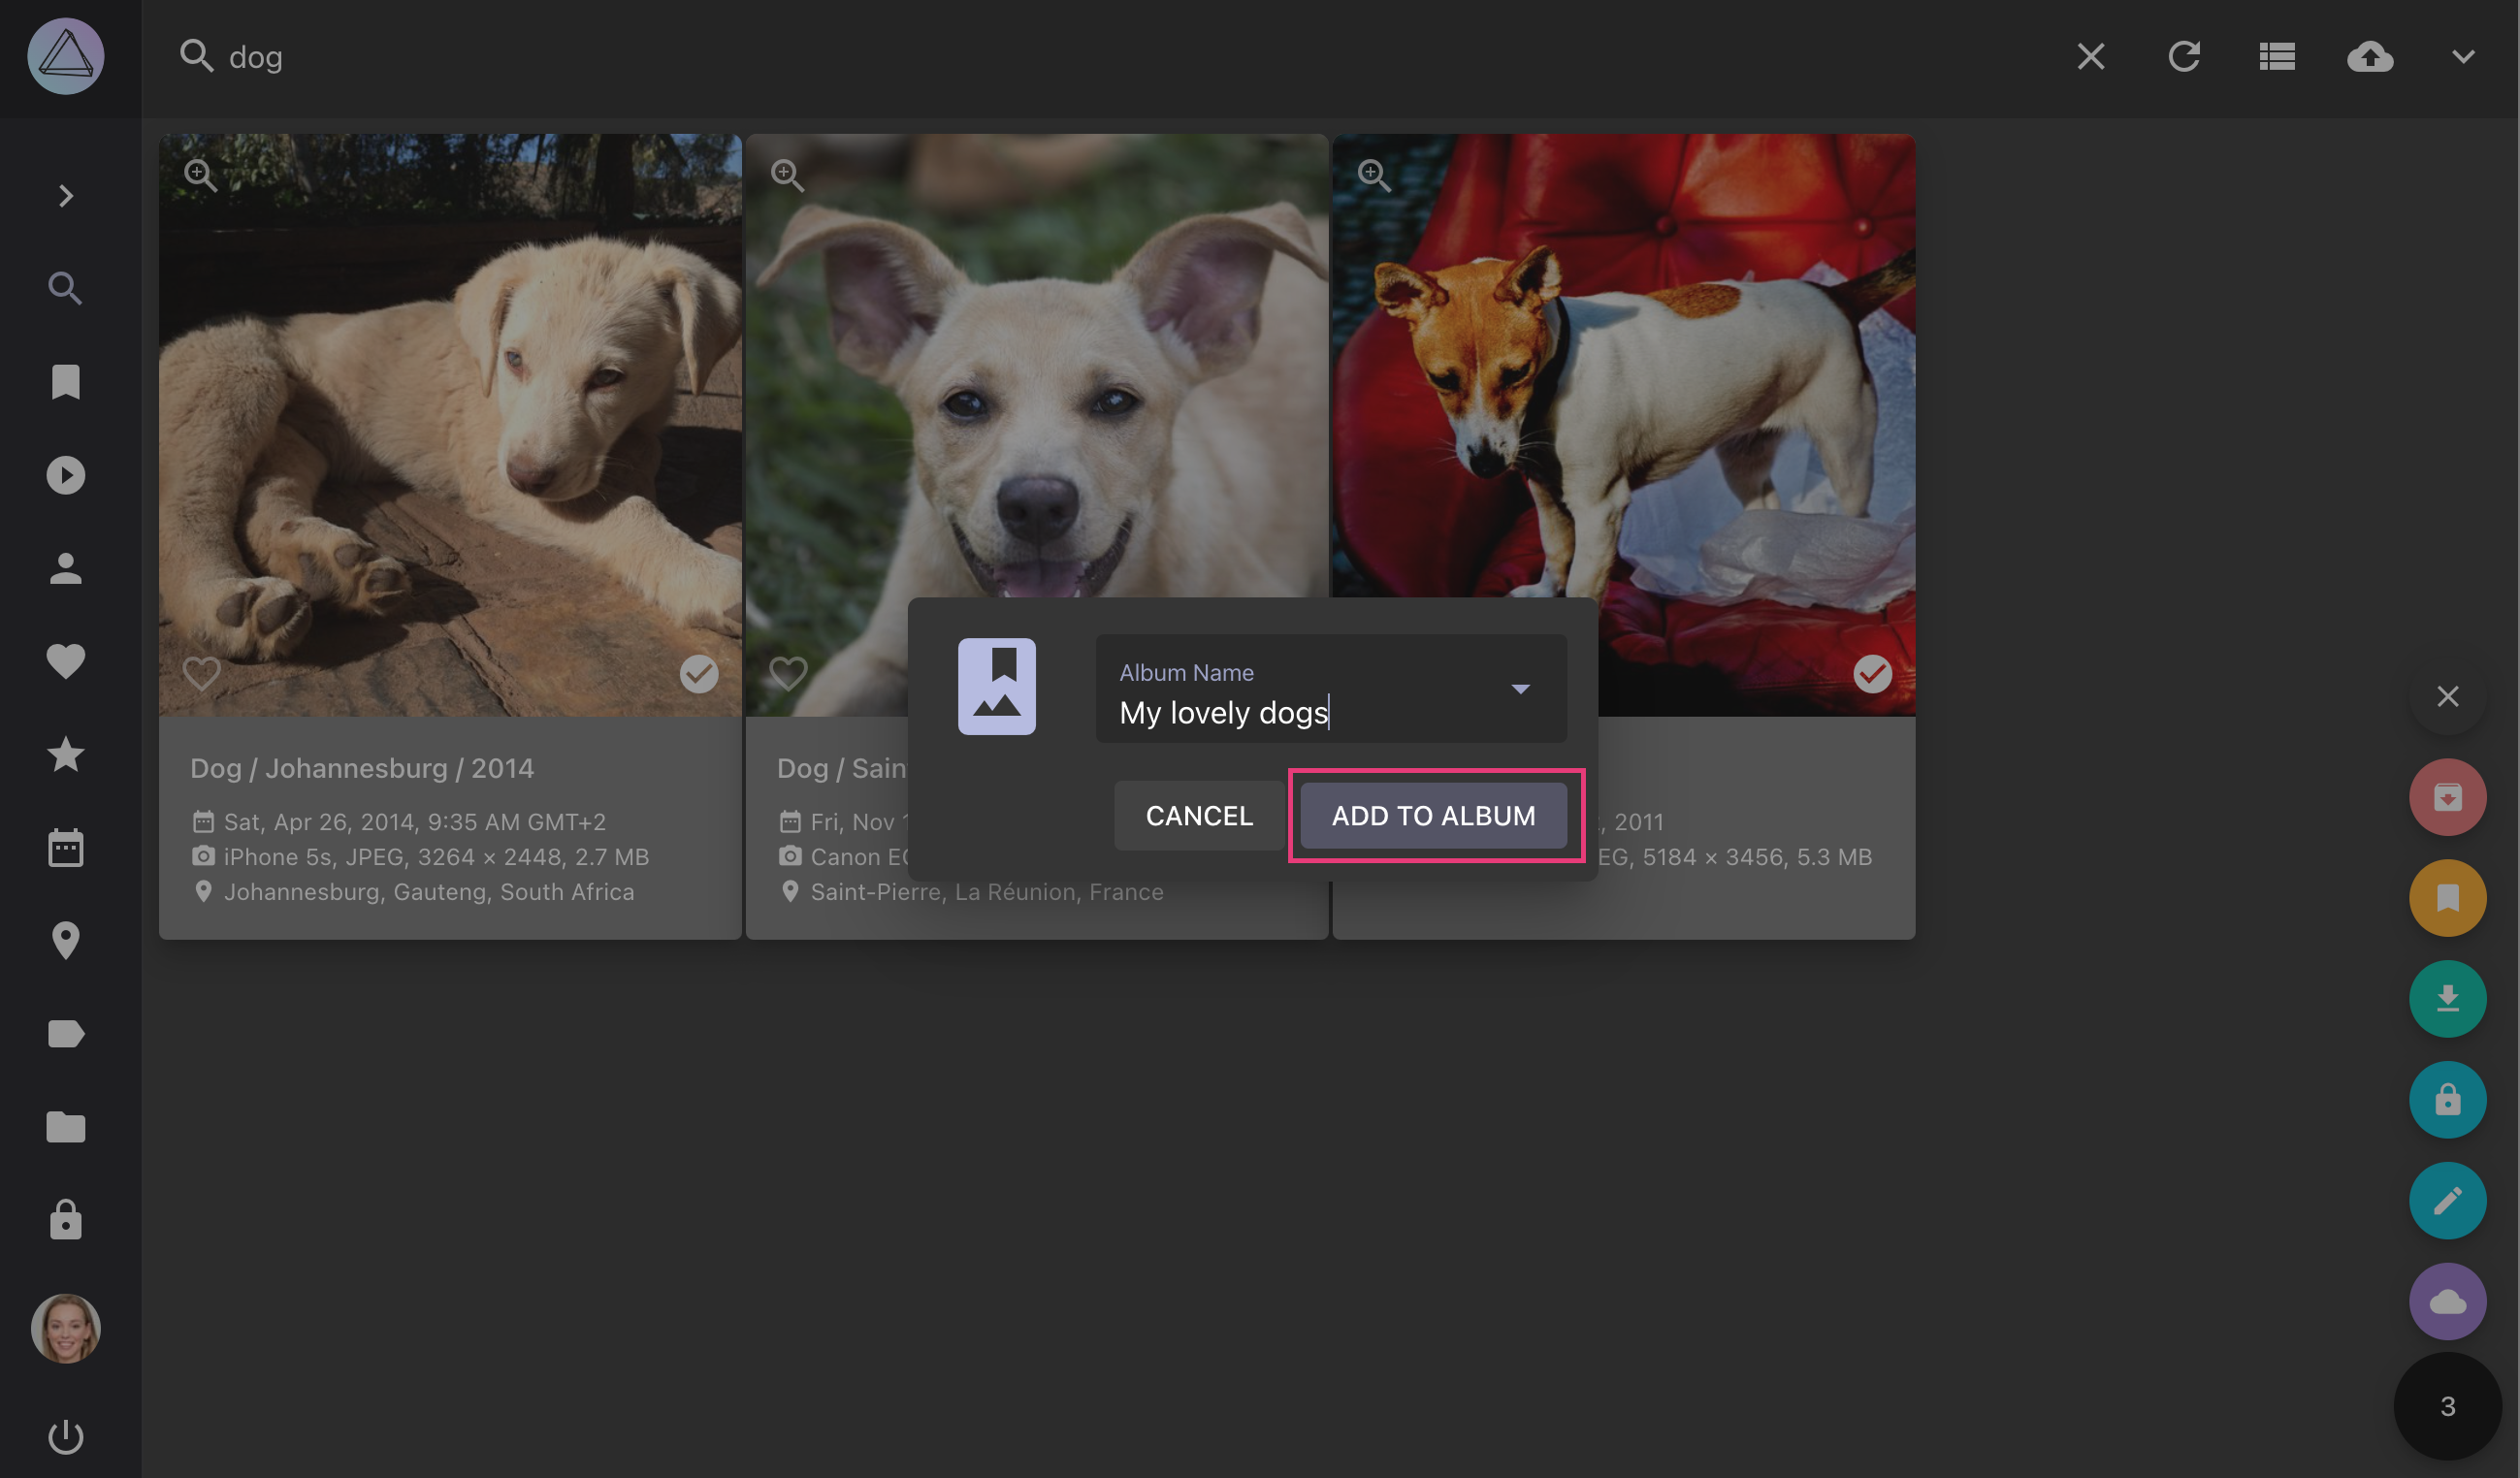 dog
Album Name
My lovely dogs
CANCEL
ADD TO ALBUM
Dog / Johannesburg / 2014
Sat, Apr 26, 2014, 9:35 AM GMT+2
iPhone 5s, JPEG, 3264 × 2448, 2.7 MB
Johannesburg, Gauteng, South Africa
Dog /
Fri, Nov
Canon
Saint-Pierre, La Réunion, France
, 2011
EG, 5184 × 3456, 5.3 MB
3